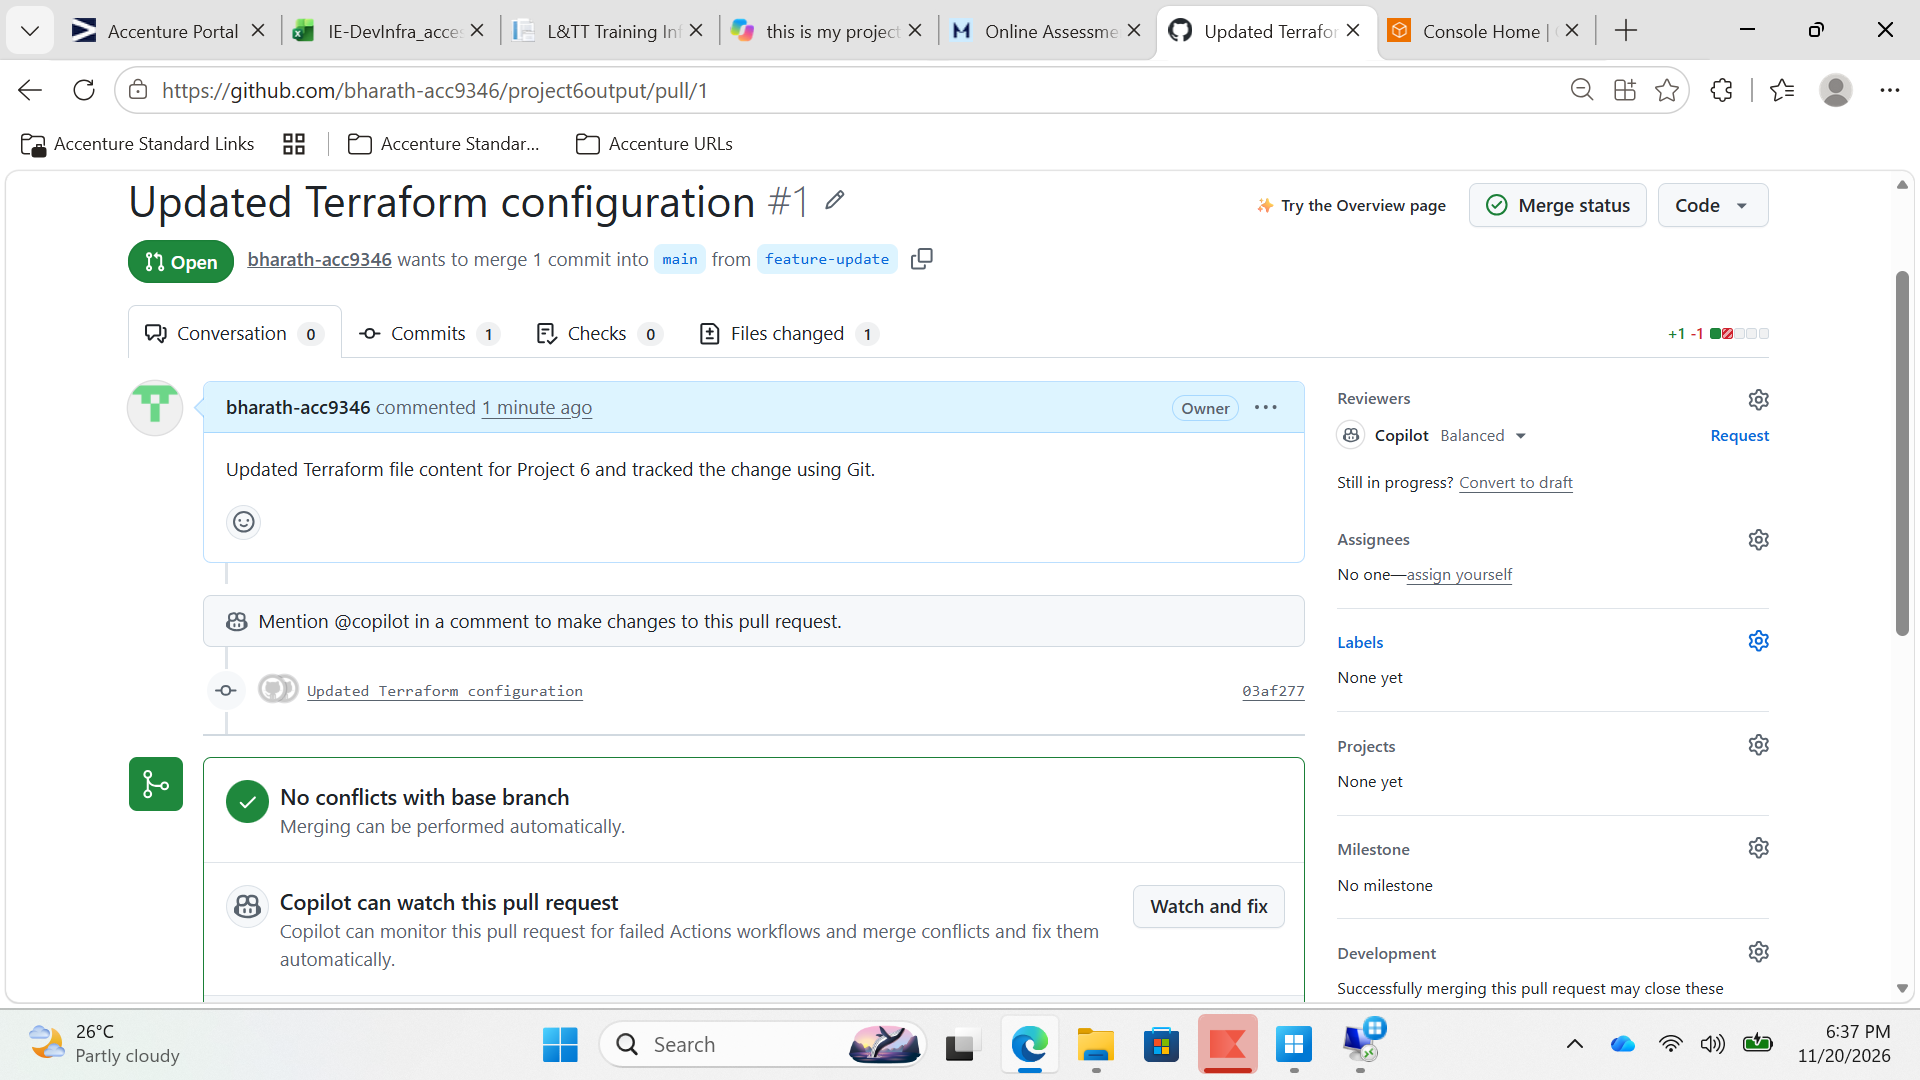 Accenture Portal
IE-DevInfra_acces
L&TT Training Inf
this is my project
Online Assessme
Updated Terrafor
Console Home |
https://github.com/bharath-acc9346/project6output/pull/1
Accenture Standard Links
Accenture Standar...
Accenture URLs
Updated Terraform configuration #1
Try the Overview page
Merge status
Code
Open
bharath-acc9346 wants to merge 1 commit into main from feature-update
Conversation 0
Commits 1
Checks 0
Files changed 1
+1 -1
bharath-acc9346 commented 1 minute ago
Owner
Updated Terraform file content for Project 6 and tracked the change using Git.
Mention @copilot in a comment to make changes to this pull request.
Updated Terraform configuration
03af277
No conflicts with base branch
Merging can be performed automatically.
Copilot can watch this pull request
Copilot can monitor this pull request for failed Actions workflows and merge conflicts and fix them
automatically.
Watch and fix
Reviewers
Copilot Balanced
Request
Still in progress? Convert to draft
Assignees
No one—assign yourself
Labels
None yet
Projects
None yet
Milestone
No milestone
Development
Successfully merging this pull request may close these
26°C
Partly cloudy
Search
6:37 PM
11/20/2026